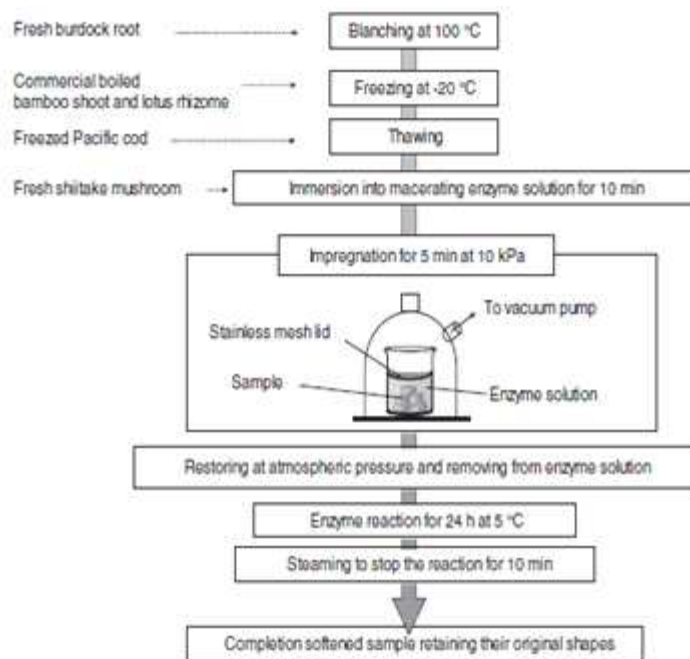 Fresh burdock root
Blanching at 100 °C
Commercial boiled
bamboo shoot and lotus rhizome
Freezing at -20 °C
Freezed Pacific cod
Thawing
Fresh shiitake mushroom
Immersion into macerating enzyme solution for 10 min
Impregnation for 5 min at 10 kPa
To vacuum pump
Stainless mesh lid
Sample
Enzyme solution
Restoring at atmospheric pressure and removing from enzyme solution
Enzyme reaction for 24 h at 5 °C
Steaming to stop the reaction for 10 min
Completion softened sample retaining their original shapes